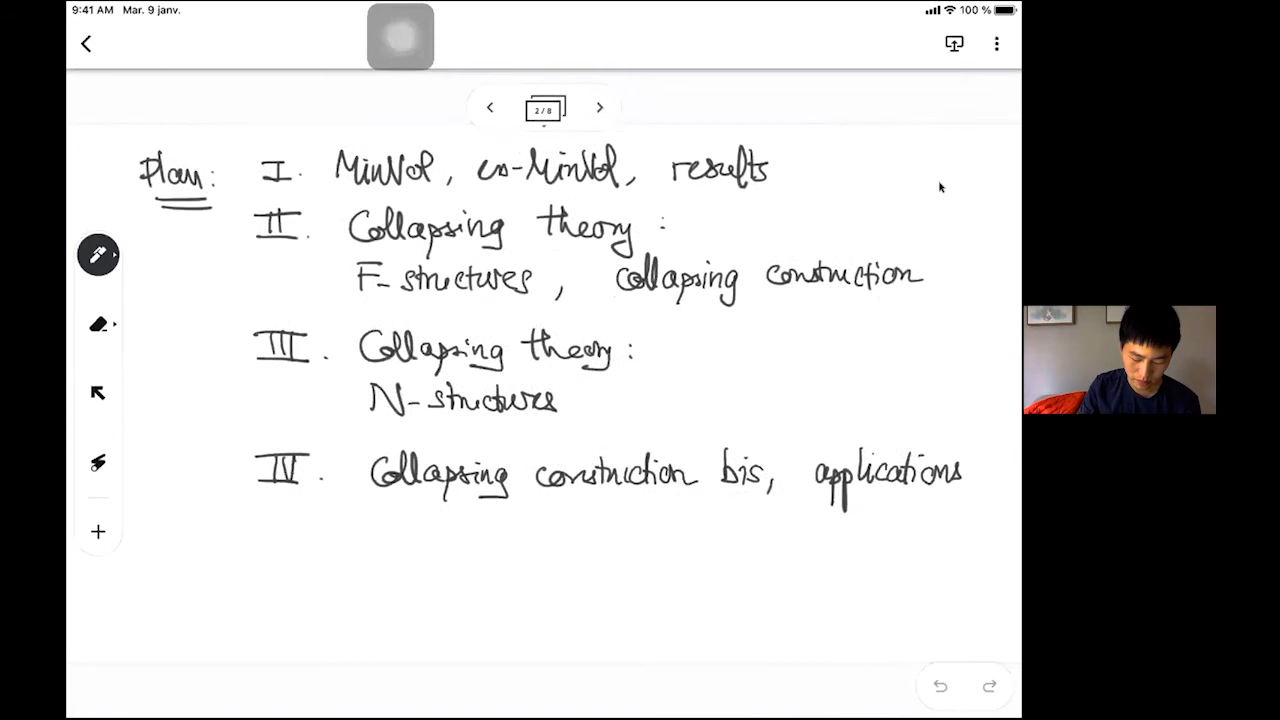 9:41 AM Mar. 9 janv. 100 %
2/8
Plan: I. MinVol, ess-MinVol, results
II. Collapsing theory:
F-structures, collapsing construction
III. Collapsing theory:
N-structures
IV. Collapsing construction bis, applications